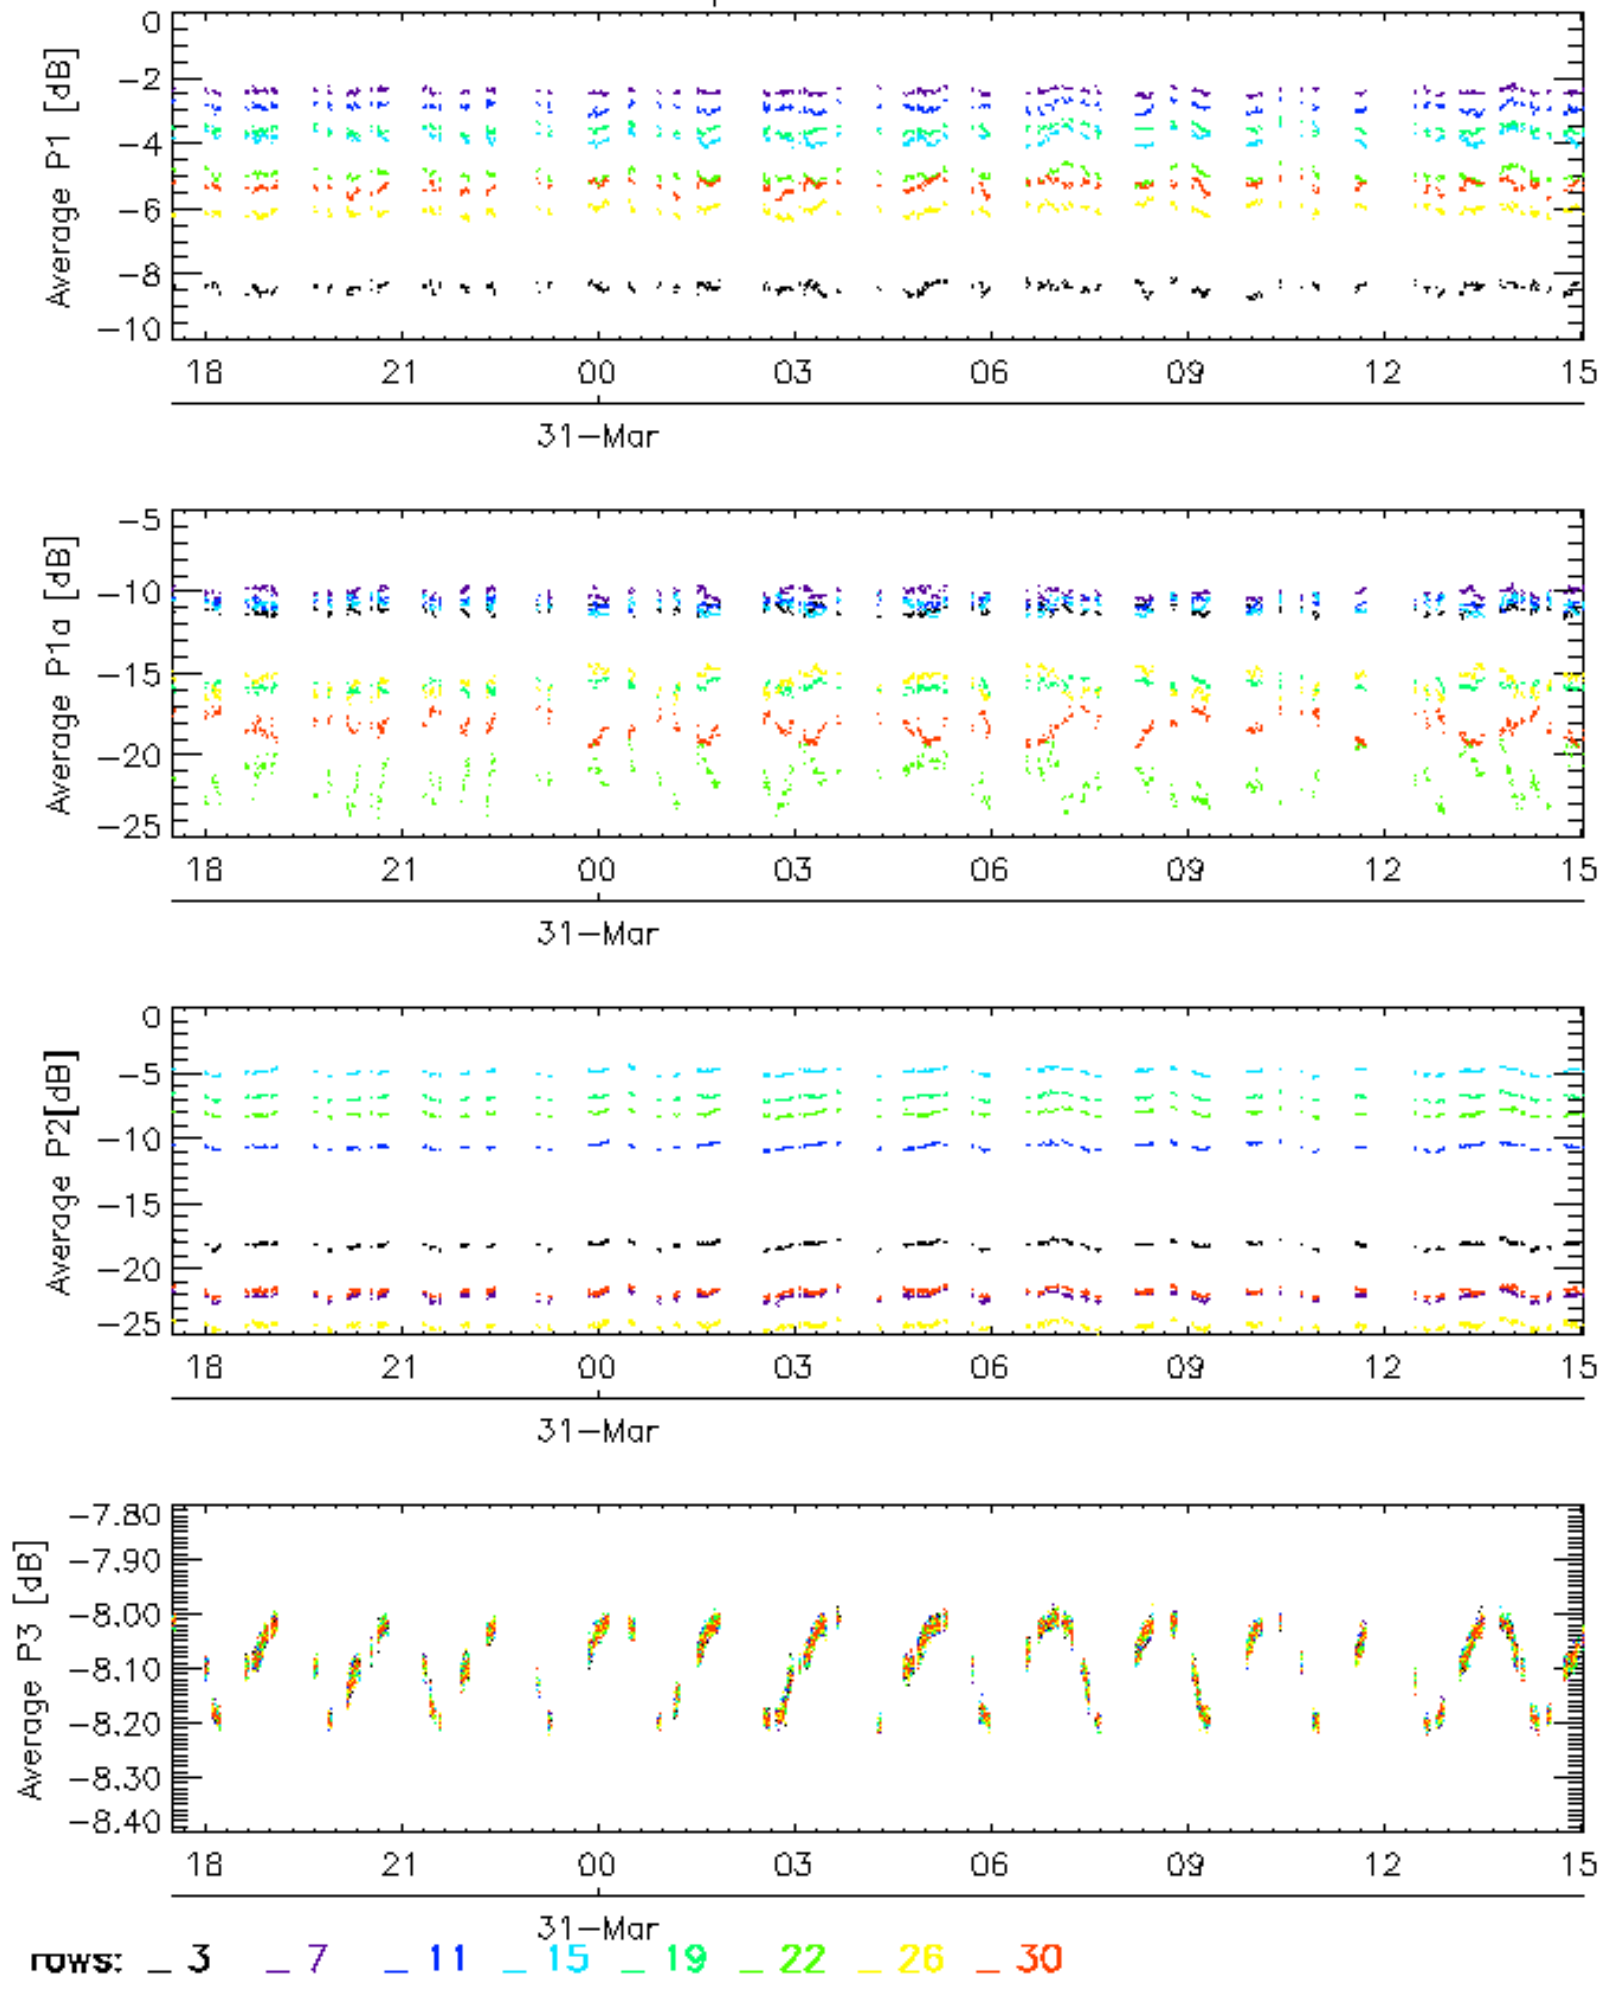 Average P1 [dB]
0
−2
−4
−6
−8
−10
18 21 00 03 06 09 12 15
31−Mar
Average P1a [dB]
−5
−10
−15
−20
−25
18 21 00 03 06 09 12 15
31−Mar
Average P2[dB]
0
−5
−10
−15
−20
−25
18 21 00 03 06 09 12 15
31−Mar
Average P3 [dB]
−7.80
−7.90
−8.00
−8.10
−8.20
−8.30
−8.40
18 21 00 03 06 09 12 15
31−Mar
rows: _ 3 _ 7 _ 11 _ 15 _ 19 _ 22 _ 26 _ 30